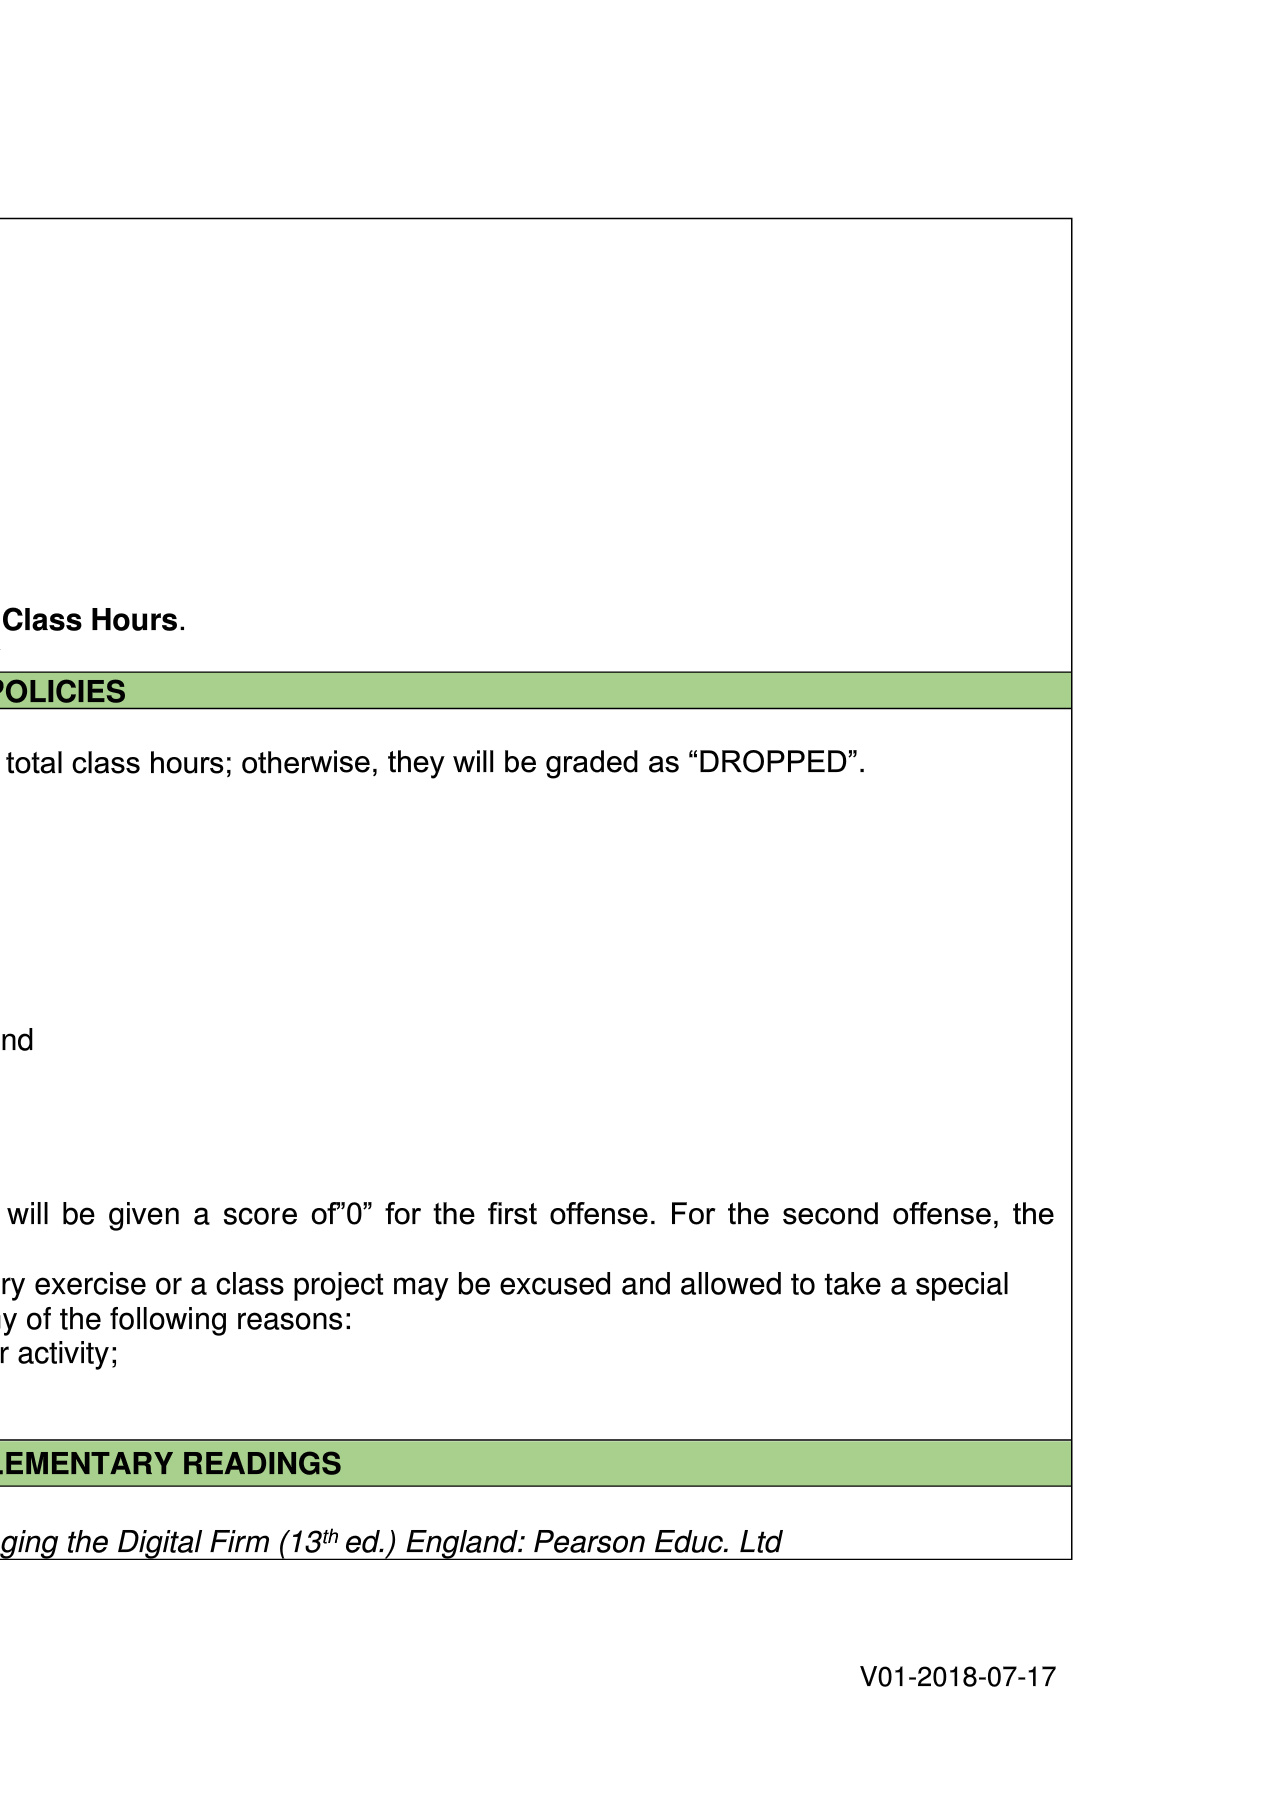 Class Hours.
POLICIES
total class hours; otherwise, they will be graded as “DROPPED”.
nd
will be given a score of”0” for the first offense. For the second offense, the
ry exercise or a class project may be excused and allowed to take a special
y of the following reasons:
r activity;
LEMENTARY READINGS
ging the Digital Firm (13th ed.) England: Pearson Educ. Ltd
V01-2018-07-17